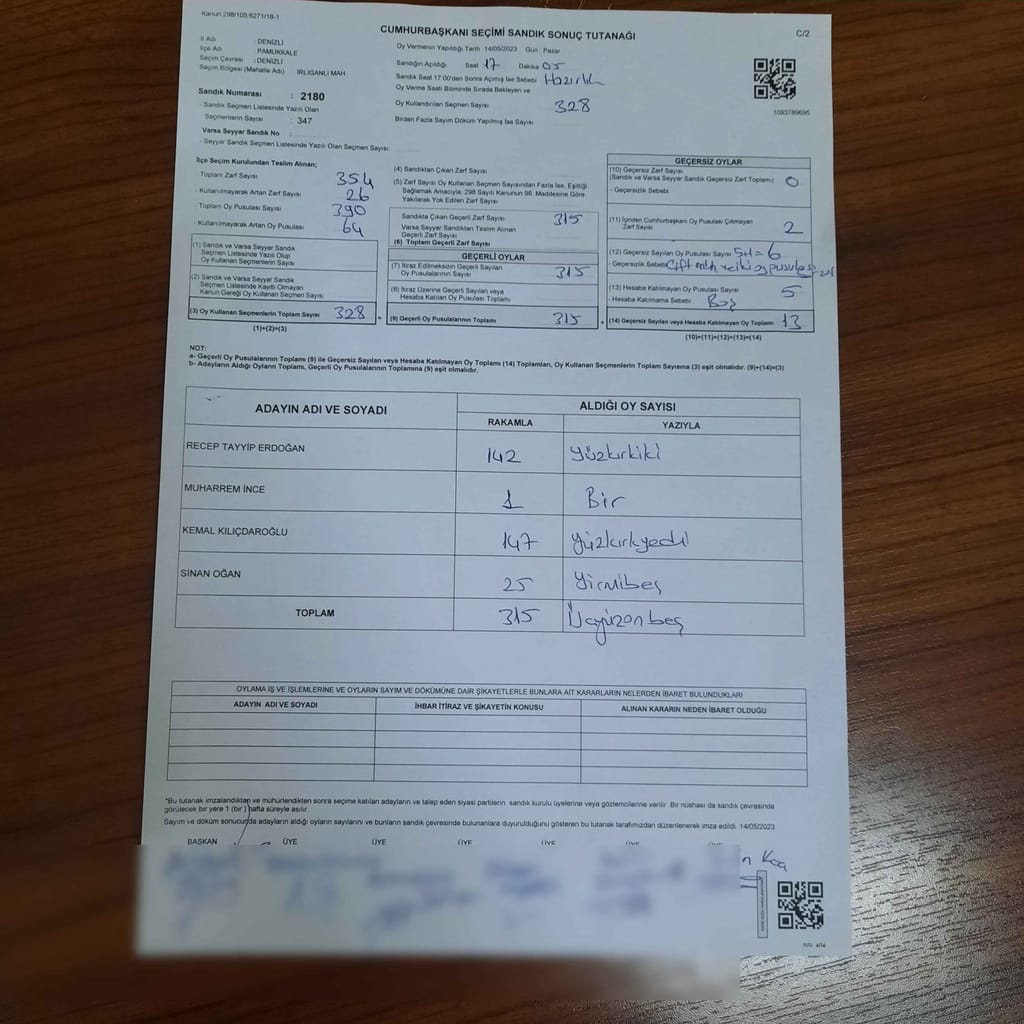 Kanun 298/105/6271/18-1
CUMHURBAŞKANI SEÇİMİ SANDIK SONUÇ TUTANAĞI
C/2
İl Adı : DENİZLİ
İlçe Adı : PAMUKKALE
Seçim Çevresi : DENİZLİ
Seçim Bölgesi (Mahalle Adı) IRLIGANLI MAH
Sandık Numarası : 2180
- Sandık Seçmen Listesinde Yazılı Olan
Seçmenlerin Sayısı : 347
Varsa Seyyar Sandık No :
- Seyyar Sandık Seçmen Listesinde Yazılı Olan Seçmen Sayısı
Oy Vermenin Yapıldığı Tarih 14/05/2023 Gün : Pazar
Sandığın Açıldığı Saat 17 Dakika 05
Sandık Saat 17.00'den Sonra Açılmış İse Sebebi Hazırlık
Oy Verme Saati Bitiminde Sırada Bekleyen ve
Oy Kullandırılan Seçmen Sayısı 328
Birden Fazla Sayım Döküm Yapılmış İse Sayısı
1093789695
İlçe Seçim Kurulundan Teslim Alınan;
- Toplam Zarf Sayısı 354
- Kullanılmayarak Artan Zarf Sayısı 26
- Toplam Oy Pusulası Sayısı 390
- Kullanılmayarak Artan Oy Pusulası 64
(1) Sandık ve Varsa Seyyar Sandık
Seçmen Listesinde Yazılı Olup
Oy Kullanan Seçmenlerin Sayısı
(2) Sandık ve Varsa Seyyar Sandık
Seçmen Listesinde Kayıtlı Olmayan
Kanun Gereği Oy Kullanan Seçmen Sayısı
(3) Oy Kullanan Seçmenlerin Toplam Sayısı 328
(1)+(2)=(3)
(4) Sandıktan Çıkan Zarf Sayısı
(5) Zarf Sayısı Oy Kullanan Seçmen Sayısından Fazla İse, Eşitliği
Sağlamak Amacıyla; 298 Sayılı Kanunun 98. Maddesine Göre
Yakılarak Yok Edilen Zarf Sayısı
Sandıkta Çıkan Geçerli Zarf Sayısı 315
Varsa Seyyar Sandıktan Teslim Alınan
Geçerli Zarf Sayısı
(6) Toplam Geçerli Zarf Sayısı
GEÇERLİ OYLAR
(7) İtiraz Edilmeksizin Geçerli Sayılan
Oy Pusulalarının Sayısı 315
(8) İtiraz Üzerine Geçerli Sayılan veya
Hesaba Katılan Oy Pusulası Toplamı
= (9) Geçerli Oy Pusulalarının Toplamı 315
GEÇERSİZ OYLAR
(10) Geçersiz Zarf Sayısı
(Sandık ve Varsa Seyyar Sandık Geçersiz Zarf Toplamı) 0
- Geçersizlik Sebebi
(11) İçinden Cumhurbaşkanı Oy Pusulası Çıkmayan
Zarf Sayısı 2
(12) Geçersiz Sayılan Oy Pusulası Sayısı 5+1=6
- Geçersizlik Sebebi Çift müh ve iki oy pusulası
(13) Hesaba Katılmayan Oy Pusulası Sayısı 5
- Hesaba Katılmama Sebebi Boş
+ (14) Geçersiz Sayılan veya Hesaba Katılmayan Oy Toplamı 13
(10)+(11)+(12)+(13)=(14)
NOT:
a- Geçerli Oy Pusulalarının Toplamı (9) ile Geçersiz Sayılan veya Hesaba Katılmayan Oy Toplamı (14) Toplamları, Oy Kullanan Seçmenlerin Toplam Sayısına (3) eşit olmalıdır. (9)+(14)=(3)
b- Adayların Aldığı Oyların Toplamı, Geçerli Oy Pusulalarının Toplamına (9) eşit olmalıdır.
ADAYIN ADI VE SOYADI ALDIĞI OY SAYISI
RAKAMLA YAZIYLA
RECEP TAYYİP ERDOĞAN 142 Yüzkırkiki
MUHARREM İNCE 1 Bir
KEMAL KILIÇDAROĞLU 147 Yüzkırkyedi
SİNAN OĞAN 25 Yirmibeş
TOPLAM 315 Üçyüzonbeş
OYLAMA İŞ VE İŞLEMLERİNE VE OYLARIN SAYIM VE DÖKÜMÜNE DAİR ŞİKAYETLERLE BUNLARA AİT KARARLARIN NELERDEN İBARET BULUNDUKLARI
ADAYIN ADI VE SOYADI İHBAR İTİRAZ VE ŞİKAYETİN KONUSU ALINAN KARARIN NEDEN İBARET OLDUĞU
*Bu tutanak imzalandıktan ve mühürlendikten sonra seçime katılan adayların ve talep eden siyasi partilerin sandık kurulu üyelerine veya gözlemcilerine verilir. Bir nüshası da sandık çevresinde
görülecek bir yere 1 (bir) hafta süreyle asılır.
Sayım ve döküm sonucunda adayların aldığı oyların sayılarını ve bunların sandık çevresinde bulunanlara duyurulduğunu gösteren bu tutanak tarafımızdan düzenlenerek imza edildi. 14/05/2023
BAŞKAN ÜYE ÜYE ÜYE ÜYE ÜYE ÜYE